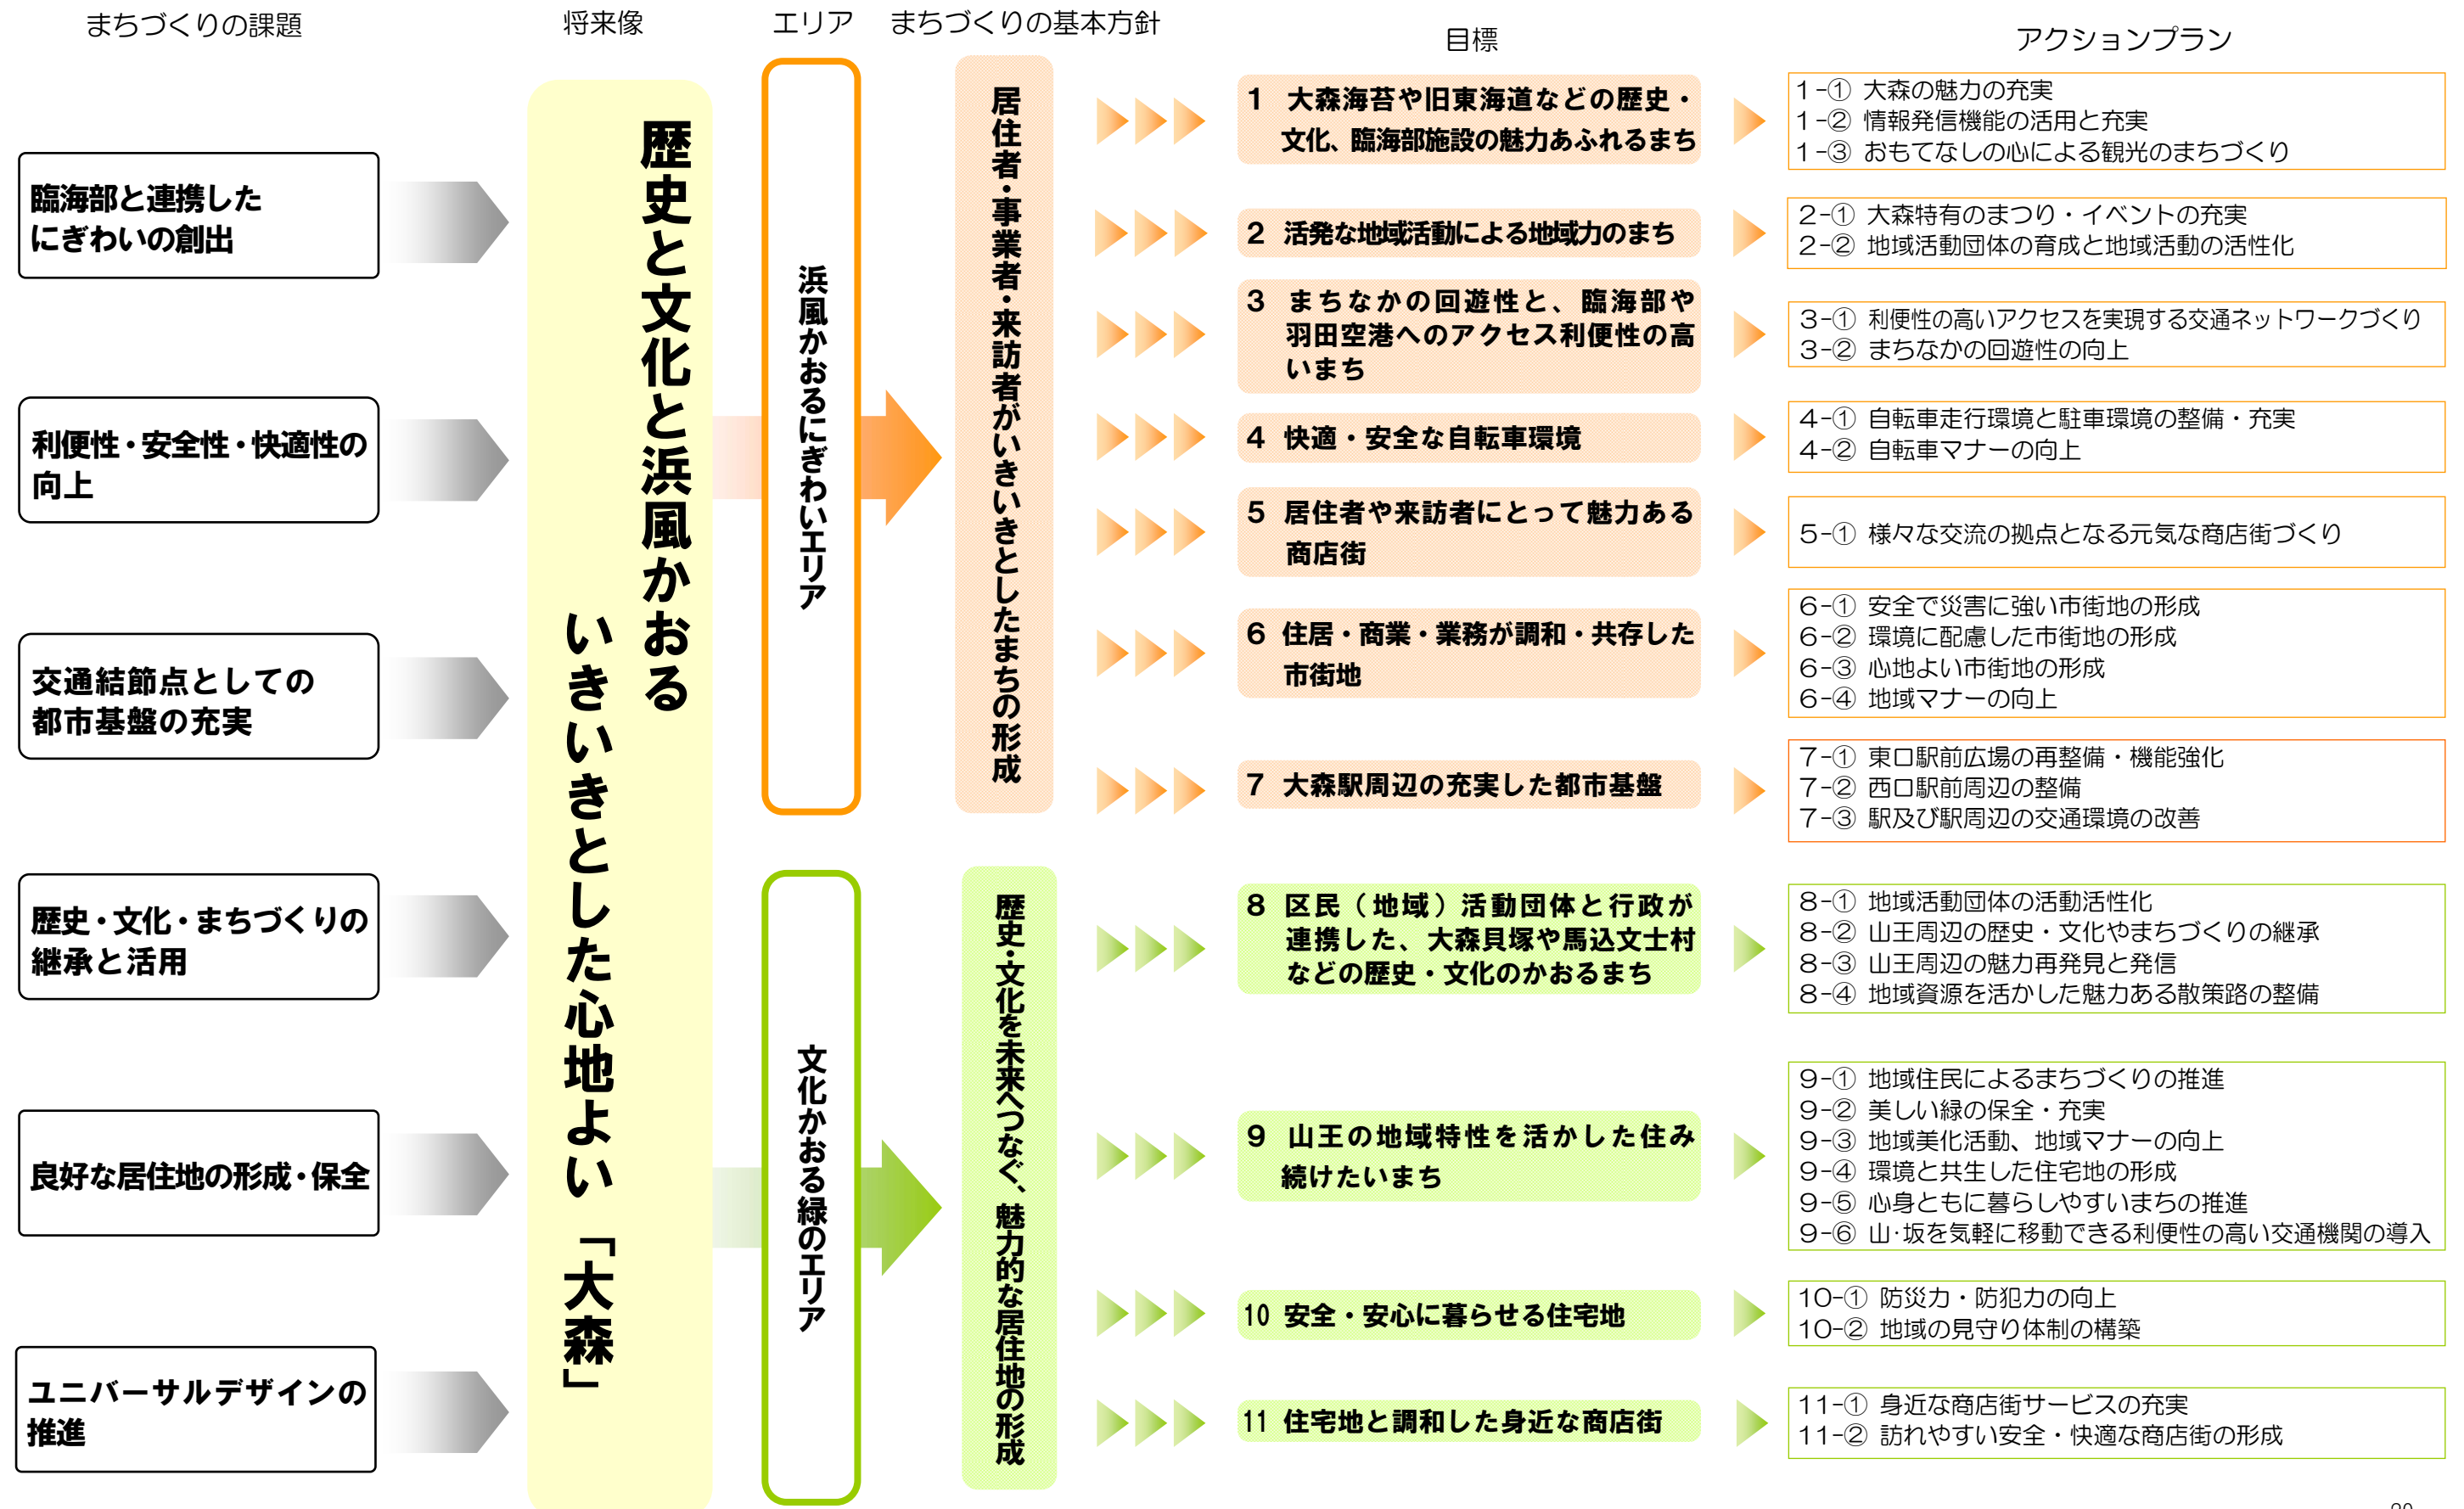 まちづくりの課題
将来像
エリア
まちづくりの基本方針
目標
アクションプラン
臨海部と連携した
にぎわいの創出
利便性・安全性・快適性の
向上
交通結節点としての
都市基盤の充実
歴史・文化・まちづくりの
継承と活用
良好な居住地の形成・保全
ユニバーサルデザインの
推進
歴史と文化と浜風かおる
いきいきとした心地よい「大森」
浜風かおるにぎわいエリア
文化かおる緑のエリア
居住者・事業者・来訪者がいきいきとしたまちの形成
歴史・文化を未来へつなぐ、魅力的な居住地の形成
1 大森海苔や旧東海道などの歴史・
文化、臨海部施設の魅力あふれるまち
2 活発な地域活動による地域力のまち
3 まちなかの回遊性と、臨海部や
羽田空港へのアクセス利便性の高
いまち
4 快適・安全な自転車環境
5 居住者や来訪者にとって魅力ある
商店街
6 住居・商業・業務が調和・共存した
市街地
7 大森駅周辺の充実した都市基盤
8 区民(地域)活動団体と行政が
連携した、大森貝塚や馬込文士村
などの歴史・文化のかおるまち
9 山王の地域特性を活かした住み
続けたいまち
10 安全・安心に暮らせる住宅地
11 住宅地と調和した身近な商店街
1-① 大森の魅力の充実
1-② 情報発信機能の活用と充実
1-③ おもてなしの心による観光のまちづくり
2-① 大森特有のまつり・イベントの充実
2-② 地域活動団体の育成と地域活動の活性化
3-① 利便性の高いアクセスを実現する交通ネットワークづくり
3-② まちなかの回遊性の向上
4-① 自転車走行環境と駐車環境の整備・充実
4-② 自転車マナーの向上
5-① 様々な交流の拠点となる元気な商店街づくり
6-① 安全で災害に強い市街地の形成
6-② 環境に配慮した市街地の形成
6-③ 心地よい市街地の形成
6-④ 地域マナーの向上
7-① 東口駅前広場の再整備・機能強化
7-② 西口駅前周辺の整備
7-③ 駅及び駅周辺の交通環境の改善
8-① 地域活動団体の活動活性化
8-② 山王周辺の歴史・文化やまちづくりの継承
8-③ 山王周辺の魅力再発見と発信
8-④ 地域資源を活かした魅力ある散策路の整備
9-① 地域住民によるまちづくりの推進
9-② 美しい緑の保全・充実
9-③ 地域美化活動、地域マナーの向上
9-④ 環境と共生した住宅地の形成
9-⑤ 心身ともに暮らしやすいまちの推進
9-⑥ 山・坂を気軽に移動できる利便性の高い交通機関の導入
10-① 防災力・防犯力の向上
10-② 地域の見守り体制の構築
11-① 身近な商店街サービスの充実
11-② 訪れやすい安全・快適な商店街の形成